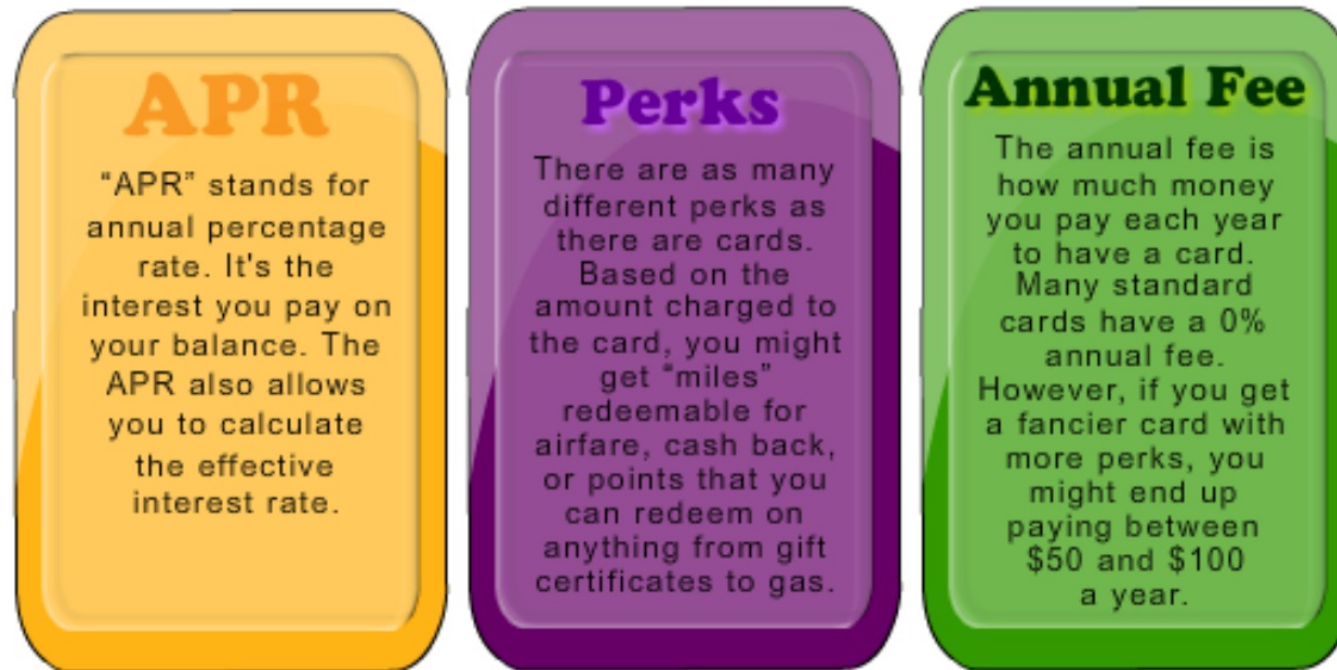 APR
“APR” stands for
annual percentage
rate. It's the
interest you pay on
your balance. The
APR also allows
you to calculate
the effective
interest rate.
Perks
There are as many
different perks as
there are cards.
Based on the
amount charged to
the card, you might
get “miles”
redeemable for
airfare, cash back,
or points that you
can redeem on
anything from gift
certificates to gas.
Annual Fee
The annual fee is
how much money
you pay each year
to have a card.
Many standard
cards have a 0%
annual fee.
However, if you get
a fancier card with
more perks, you
might end up
paying between
$50 and $100
a year.